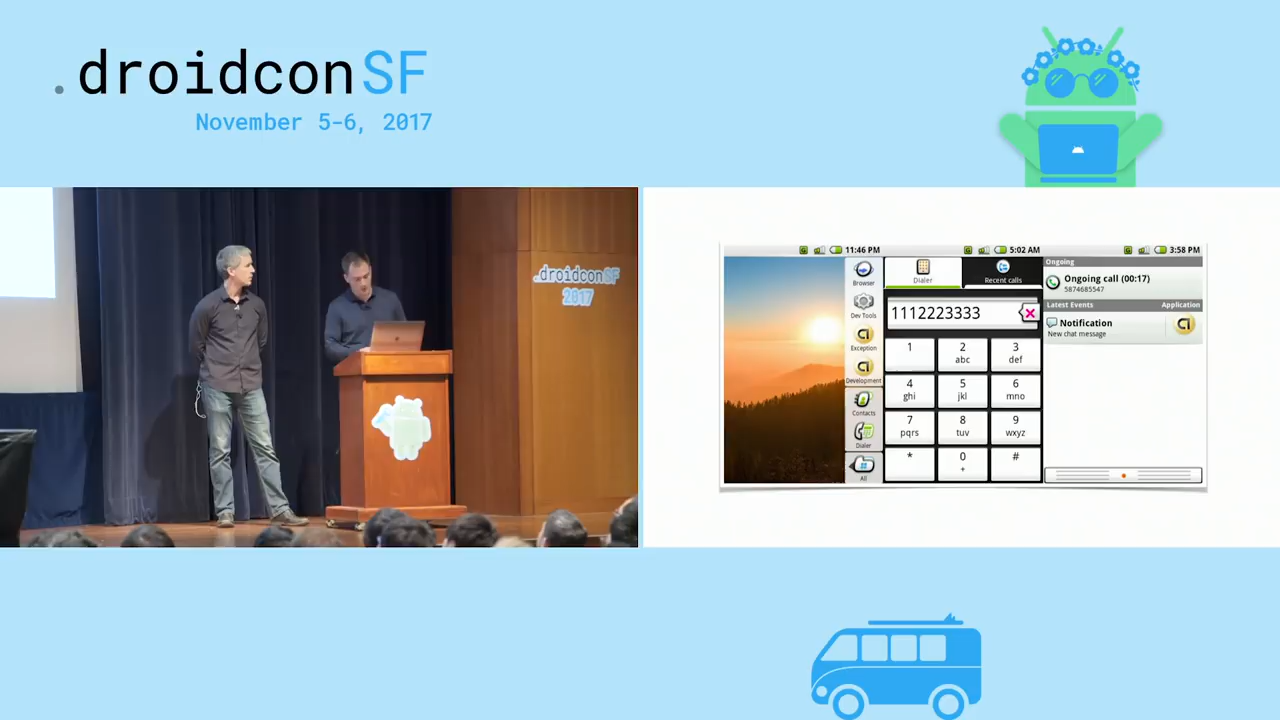 .droidconSF
November 5-6, 2017
.droidconSF
2017
11:46 PM
Browser
Dev Tools
Exception
Development
Contacts
Dialer
All
5:02 AM
Dialer
Recent calls
1112223333
1
2
abc
3
def
4
ghi
5
jkl
6
mno
7
pqrs
8
tuv
9
wxyz
*
0
+
#
3:58 PM
Ongoing
Ongoing call (00:17)
5874685547
Latest Events Application
Notification
New chat message